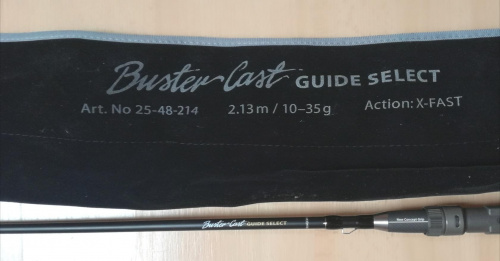 Buster Cast GUIDE SELECT
Art. No 25-48-214 2.13m / 10–35g Action: X-FAST
Buster Cast GUIDE SELECT